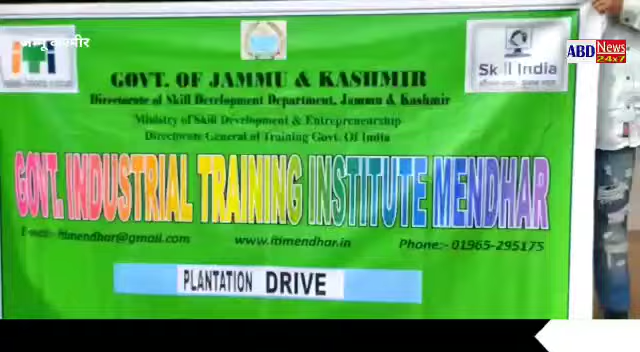 जम्मू कश्मीर
ABD News 24x7
iTi
Skill India
GOVT. OF JAMMU & KASHMIR
Directorate of Skill Development Department, Jammu & Kashmir
Ministry of Skill Development & Entrepreneurship
Directorate General of Training Govt. Of India
GOVT. INDUSTRIAL TRAINING INSTITUTE MENDHAR
E-mail:- itimendhar@gmail.com www.itimendhar.in Phone:- 01965-295175
PLANTATION DRIVE